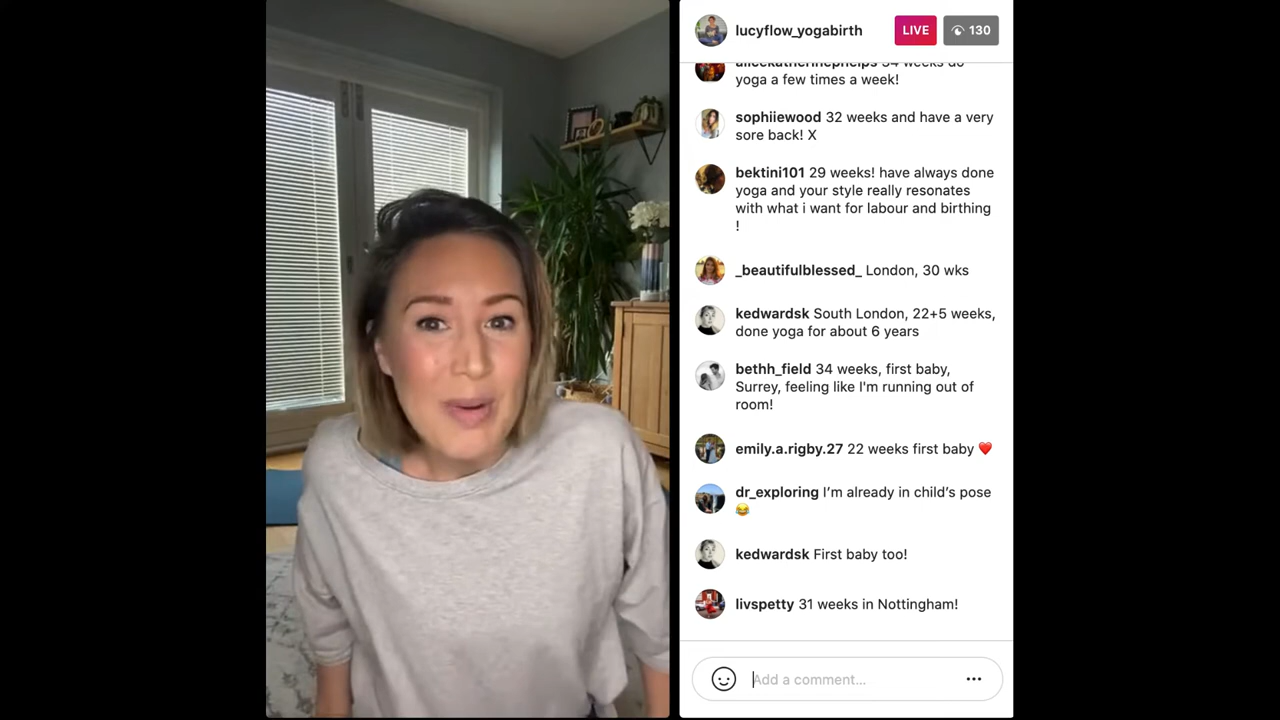 lucyflow_yogabirth LIVE 130
alicekatherinephelps 34 weeks do
yoga a few times a week!
sophiiewood 32 weeks and have a very
sore back! X
bektini101 29 weeks! have always done
yoga and your style really resonates
with what i want for labour and birthing
!
_beautifulblessed_ London, 30 wks
kedwardsk South London, 22+5 weeks,
done yoga for about 6 years
bethh_field 34 weeks, first baby,
Surrey, feeling like I'm running out of
room!
emily.a.rigby.27 22 weeks first baby ❤️
dr_exploring I’m already in child’s pose
😂
kedwardsk First baby too!
livspetty 31 weeks in Nottingham!
Add a comment...